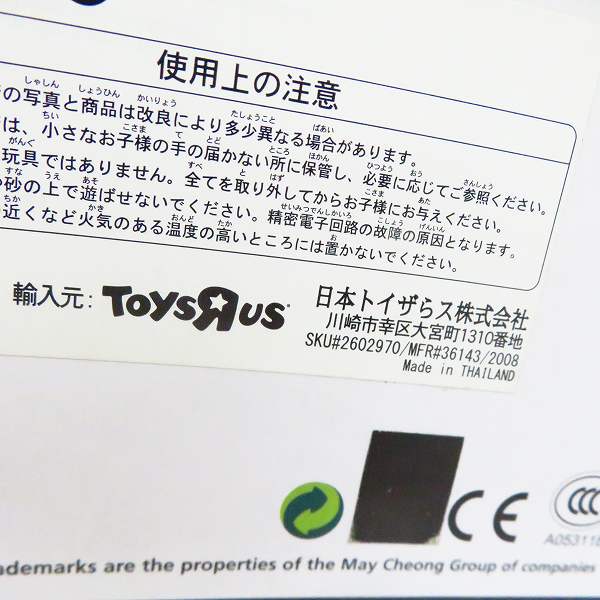 使用上の注意
の写真と商品は改良により多少異なる場合があります。
は、小さなお子様の手の届かない所に保管し、必要に応じてご参照ください。
玩具ではありません。全てを取り外してからお子様にお与えください。
砂の上で遊ばせないでください。精密電子回路の故障の原因となります。
近くなど火気のある温度の高いところには置かないでください。
輸入元: ToysЯus 日本トイザらス株式会社
川崎市幸区大宮町1310番地
SKU#2602970/MFR#36143/2008
Made in THAILAND
CE CCC
A05311
demarks are the properties of the May Cheong Group of companies